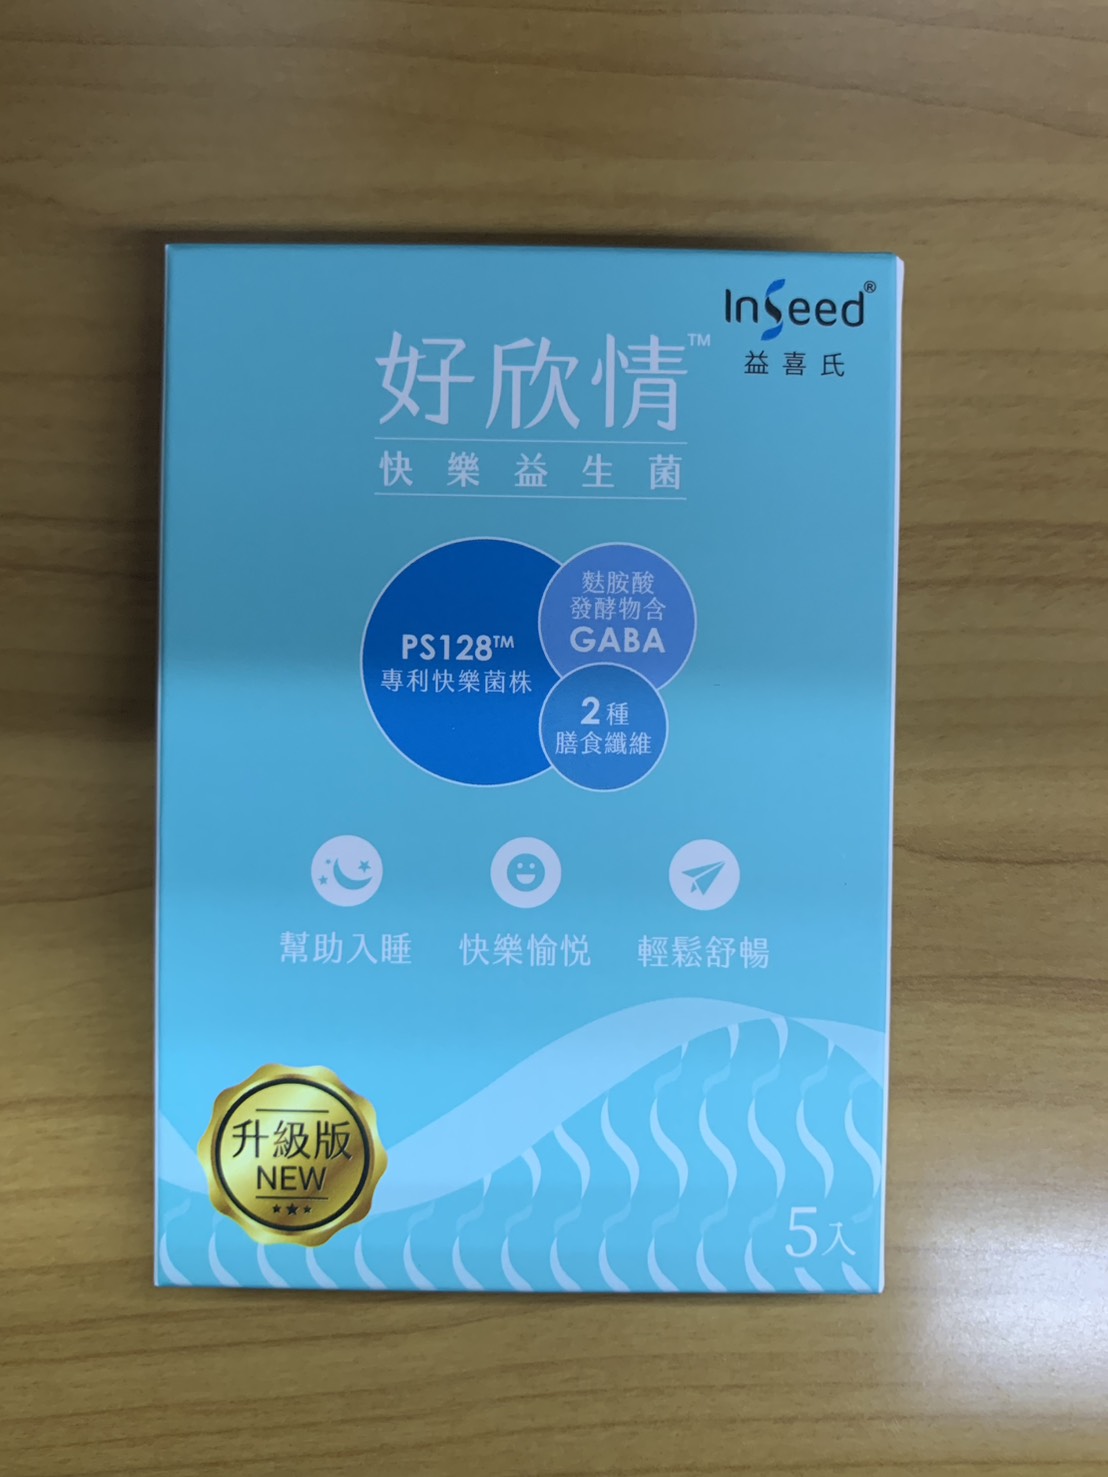 InSeed®
益喜氏
好欣情™
快樂益生菌
PS128™
專利快樂菌株
麩胺酸
發酵物含
GABA
2種
膳食纖維
幫助入睡
快樂愉悅
輕鬆舒暢
升級版
NEW
5入